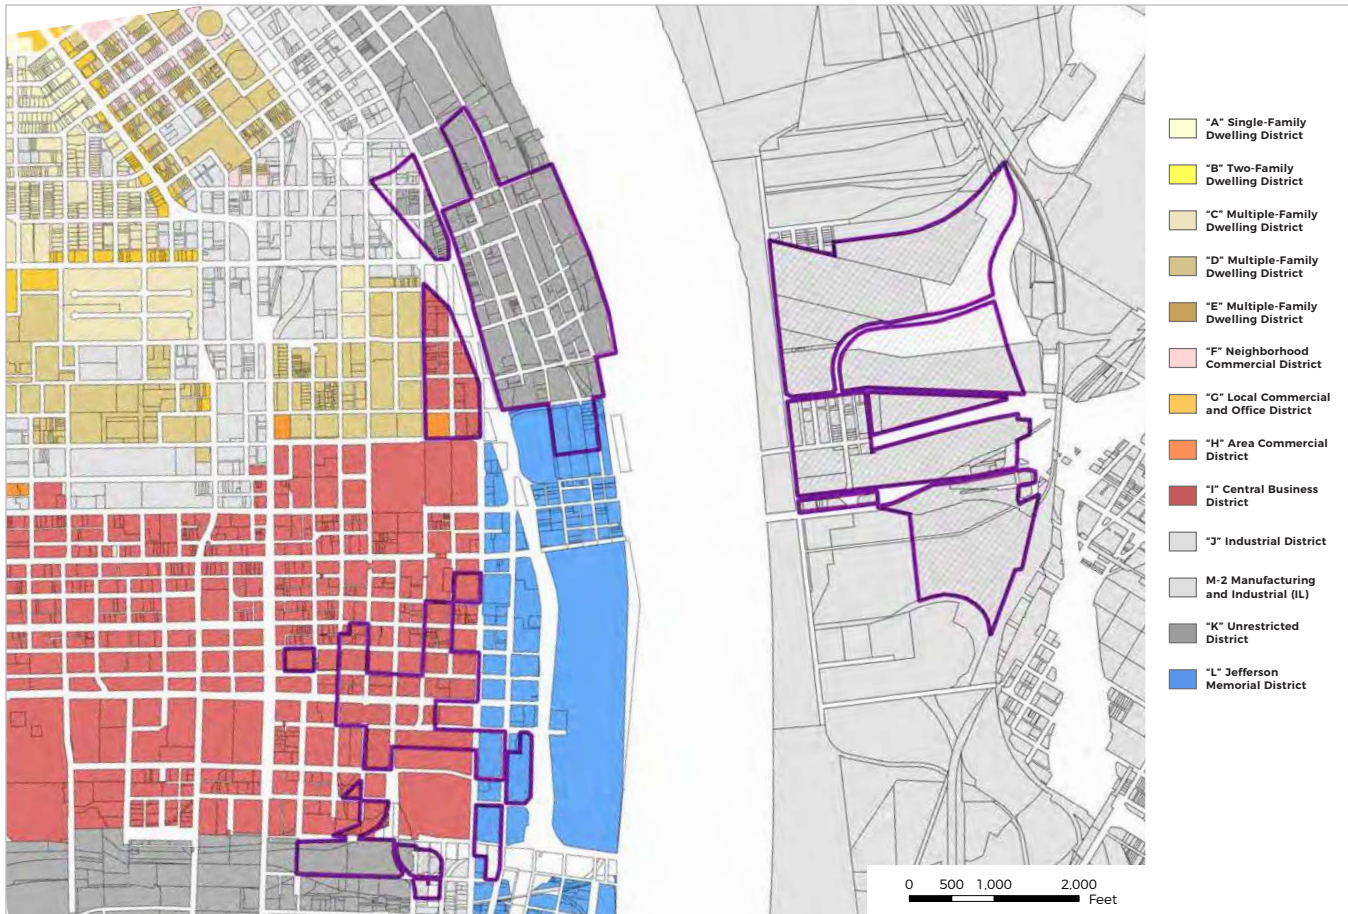 "A" Single-Family
Dwelling District
"B" Two-Family
Dwelling District
"C" Multiple-Family
Dwelling District
"D" Multiple-Family
Dwelling District
"E" Multiple-Family
Dwelling District
"F" Neighborhood
Commercial District
"G" Local Commercial
and Office District
"H" Area Commercial
District
"I" Central Business
District
"J" Industrial District
M-2 Manufacturing
and Industrial (IL)
"K" Unrestricted
District
"L" Jefferson
Memorial District
0 500 1,000 2,000
Feet